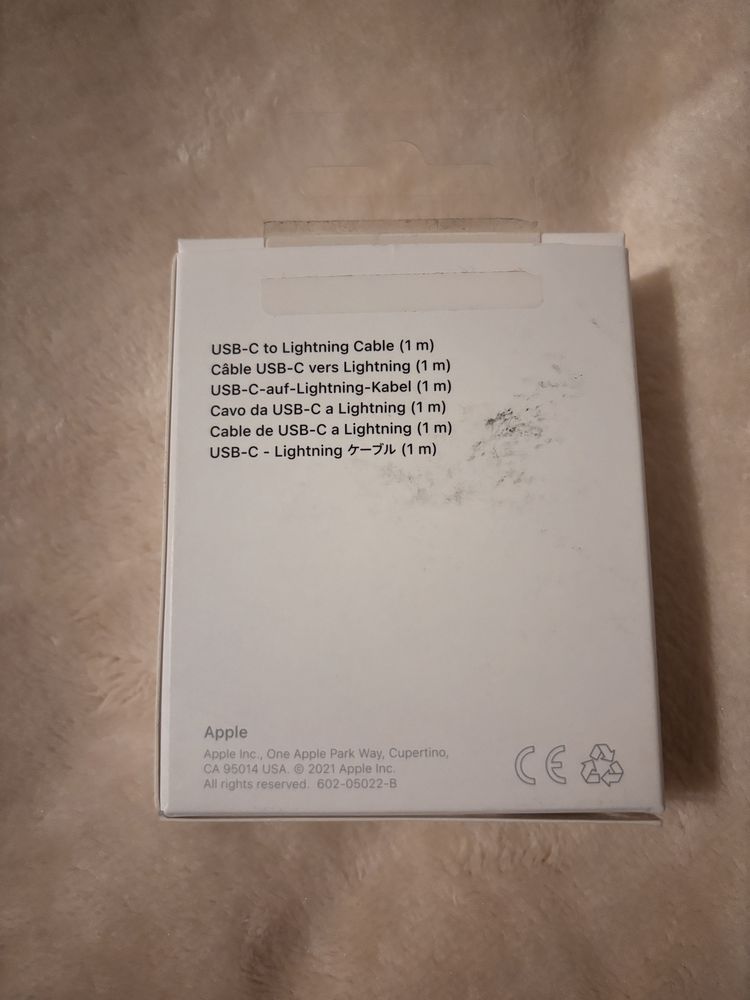 USB-C to Lightning Cable (1 m)
Câble USB-C vers Lightning (1 m)
USB-C-auf-Lightning-Kabel (1 m)
Cavo da USB-C a Lightning (1 m)
Cable de USB-C a Lightning (1 m)
USB-C - Lightning ケーブル (1 m)
Apple
Apple Inc., One Apple Park Way, Cupertino,
CA 95014 USA. © 2021 Apple Inc.
All rights reserved. 602-05022-B
CE